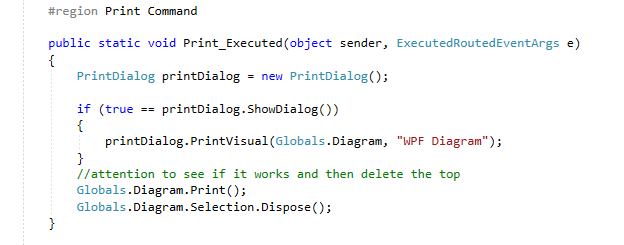 #region Print Command
public static void Print_Executed(object sender, ExecutedRoutedEventArgs e)
{
PrintDialog printDialog = new PrintDialog();
if (true == printDialog.ShowDialog())
{
printDialog.PrintVisual(Globals.Diagram, "WPF Diagram");
}
//attention to see if it works and then delete the top
Globals.Diagram.Print();
Globals.Diagram.Selection.Dispose();
}